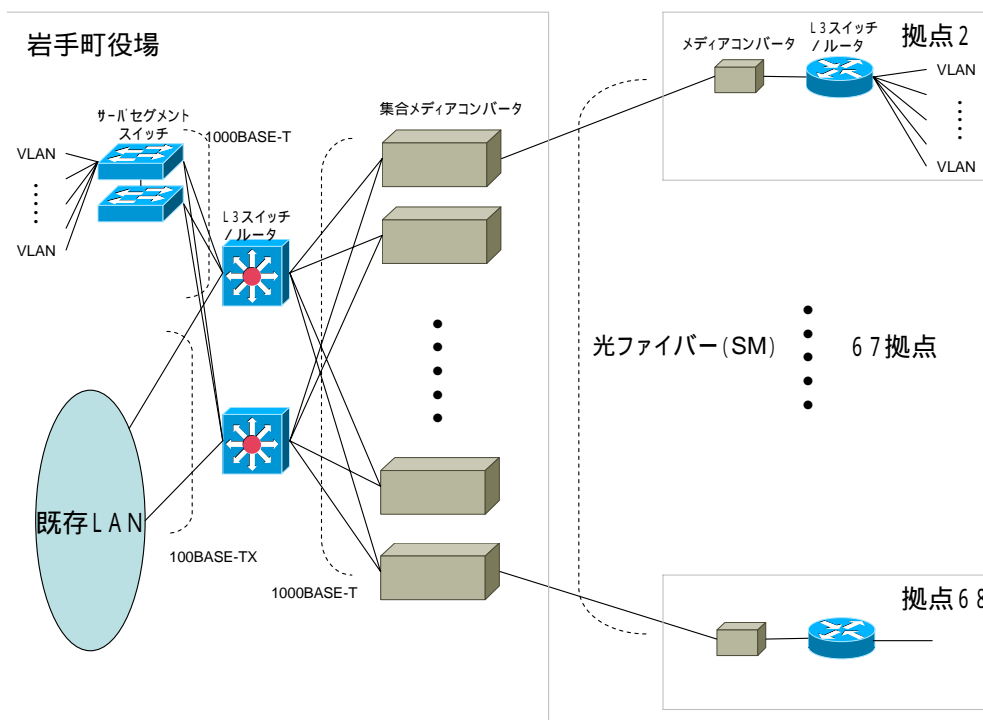 岩手町役場
サーバセグメント
スイッチ
1000BASE-T
VLAN
VLAN
L3スイッチ
/ルータ
集合メディアコンバータ
既存LAN
100BASE-TX
1000BASE-T
メディアコンバータ
L3スイッチ
/ルータ
拠点2
VLAN
VLAN
光ファイバー(SM)
67拠点
拠点68